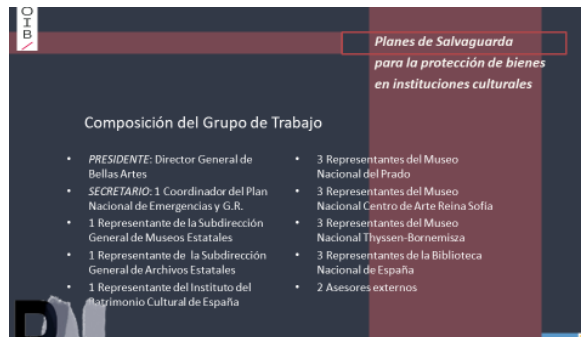 OIB/
Planes de Salvaguarda
para la protección de bienes
en instituciones culturales
Composición del Grupo de Trabajo
• PRESIDENTE: Director General de
Bellas Artes
• SECRETARIO: 1 Coordinador del Plan
Nacional de Emergencias y G.R.
• 1 Representante de la Subdirección
General de Museos Estatales
• 1 Representante de la Subdirección
General de Archivos Estatales
• 1 Representante del Instituto del
Patrimonio Cultural de España
• 3 Representantes del Museo
Nacional del Prado
• 3 Representantes del Museo
Nacional Centro de Arte Reina Sofía
• 3 Representantes del Museo
Nacional Thyssen-Bornemisza
• 3 Representantes de la Biblioteca
Nacional de España
• 2 Asesores externos